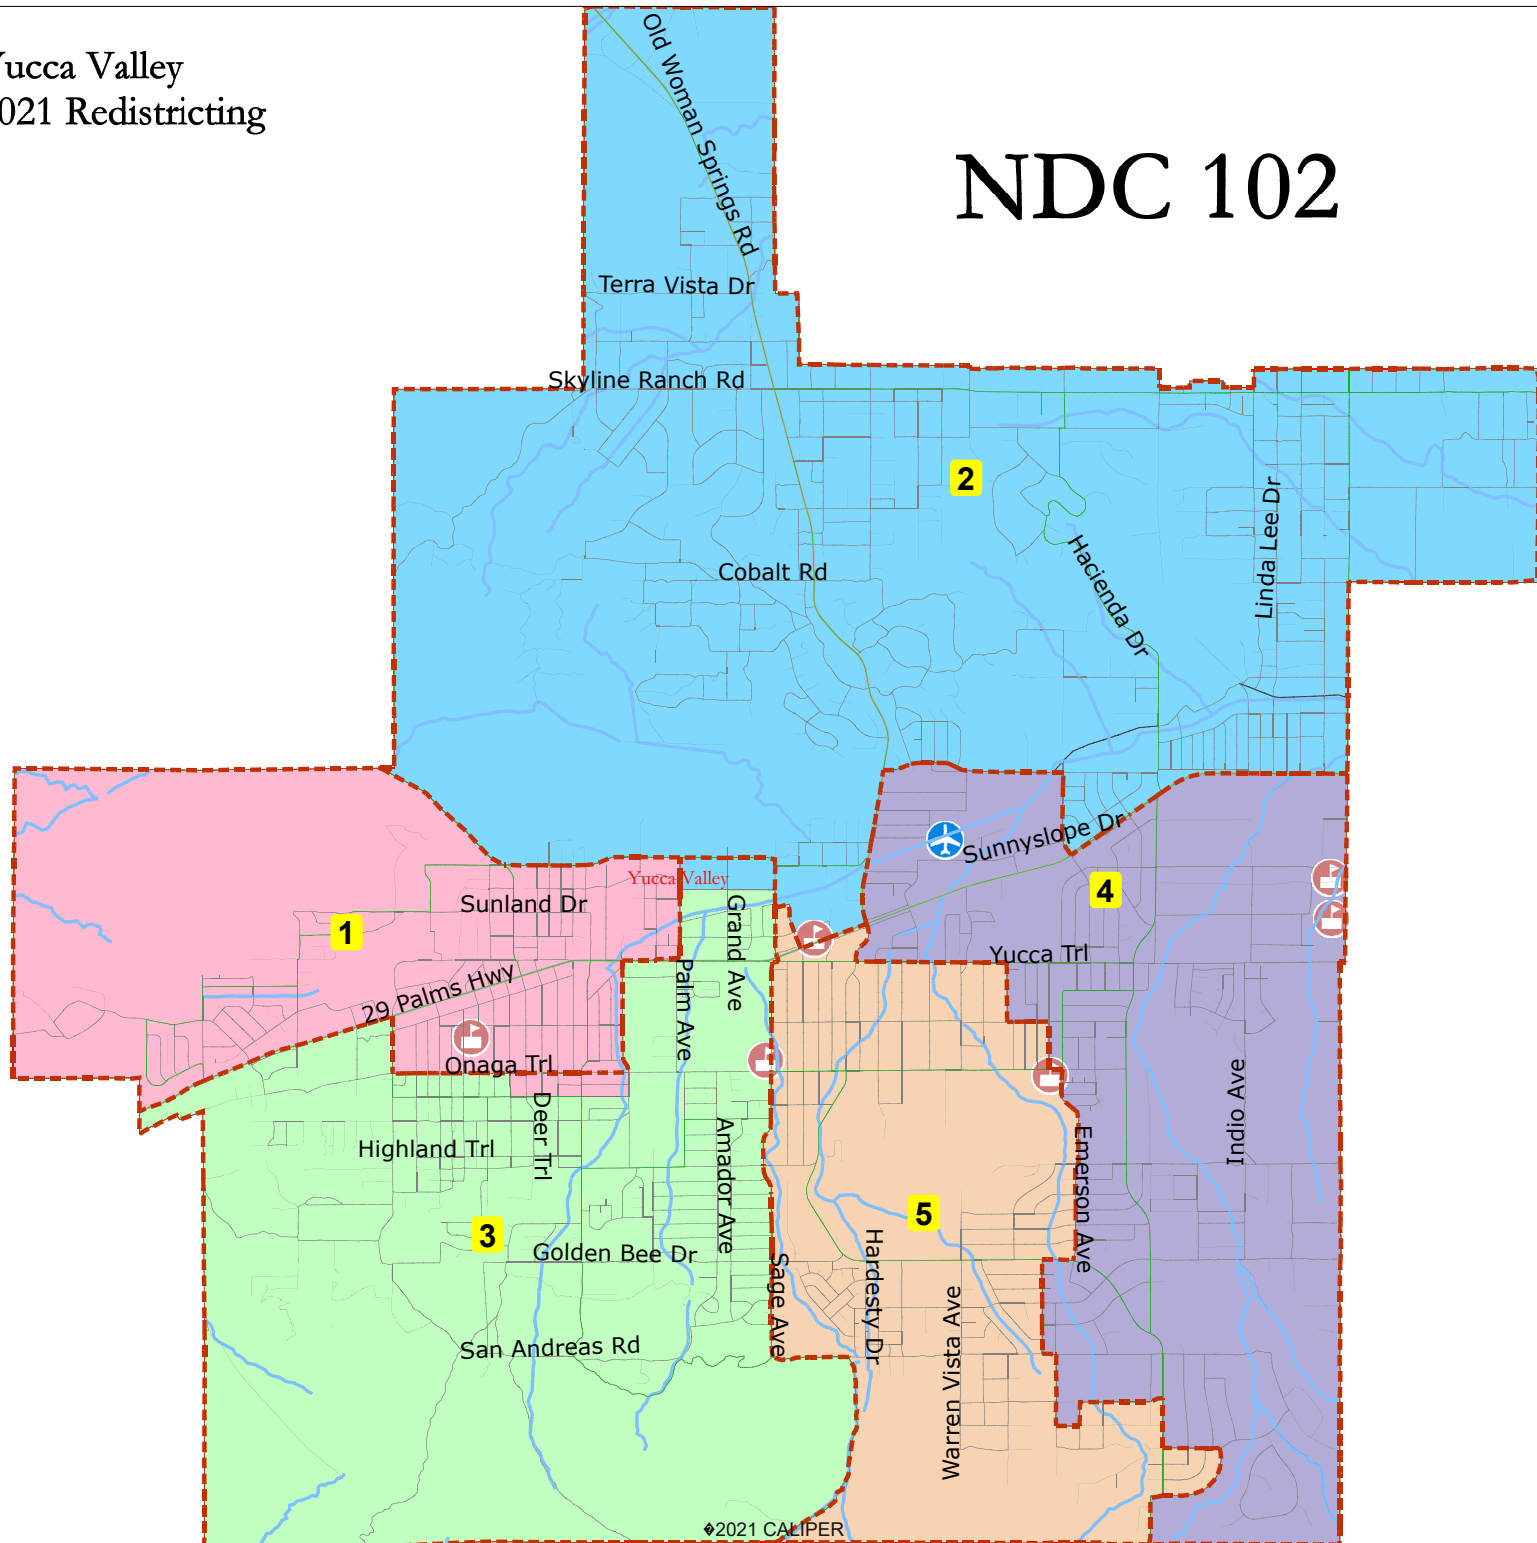 Yucca Valley
2021 Redistricting
NDC 102
Old Woman Springs Rd
Terra Vista Dr
Skyline Ranch Rd
2
Linda Lee Dr
Hacienda Dr
Cobalt Rd
Sunnyslope Dr
Yucca Valley
4
Sunland Dr
Grand Ave
1
Yucca Trl
29 Palms Hwy
Palm Ave
Onaga Trl
Deer Trl
Indio Ave
Highland Trl
Amador Ave
Emerson Ave
5
3
Golden Bee Dr
Sage Ave
Hardesty Dr
Warren Vista Ave
San Andreas Rd
�2021 CALIPER